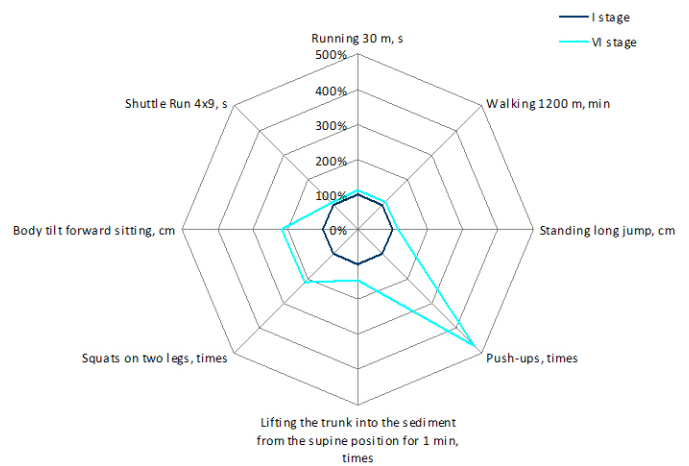 I stage
VI stage
Running 30 m, s
500%
400%
300%
200%
100%
0%
Shuttle Run 4x9, s
Walking 1200 m, min
Body tilt forward sitting, cm
Standing long jump, cm
Squats on two legs, times
Push-ups, times
Lifting the trunk into the sediment
from the supine position for 1 min,
times